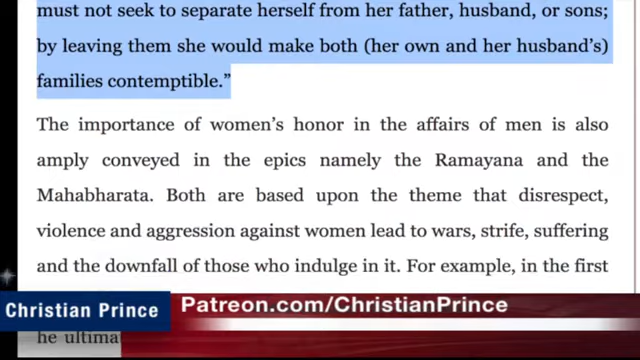 must not seek to separate herself from her father, husband, or sons;
by leaving them she would make both (her own and her husband's)
families contemptible.”
The importance of women's honor in the affairs of men is also
amply conveyed in the epics namely the Ramayana and the
Mahabharata. Both are based upon the theme that disrespect,
violence and aggression against women lead to wars, strife, suffering
and the downfall of those who indulge in it. For example, in the first
Christian Prince
Patreon.com/ChristianPrince
he